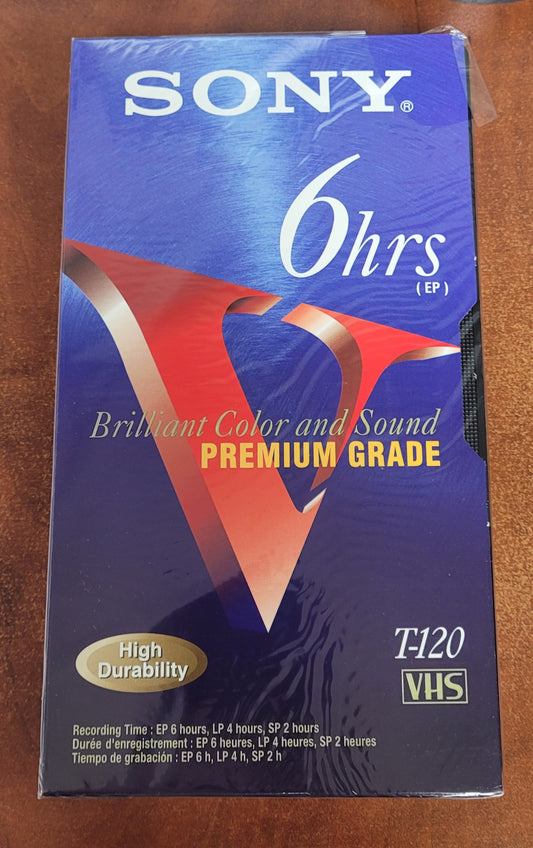 SONY®
6hrs
(EP)
V
Brilliant Color and Sound
PREMIUM GRADE
High
Durability
T-120
VHS
Recording Time : EP 6 hours, LP 4 hours, SP 2 hours
Durée d'enregistrement : EP 6 heures, LP 4 heures, SP 2 heures
Tiempo de grabación : EP 6 h, LP 4 h, SP 2 h